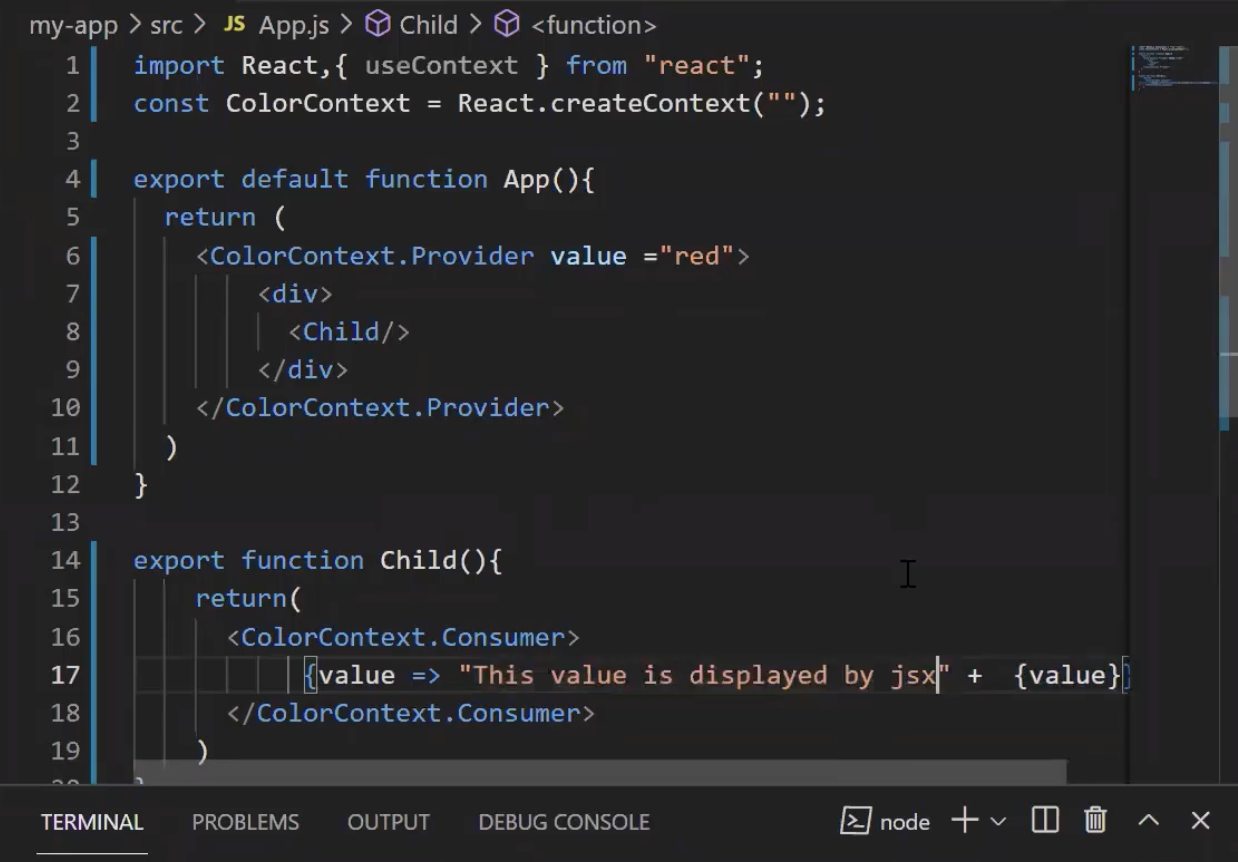 my-app > src > JS App.js > Child > <function>
1 import React,{ useContext } from "react";
2 const ColorContext = React.createContext("");
3
4 export default function App(){
5 return (
6 <ColorContext.Provider value ="red">
7 <div>
8 <Child/>
9 </div>
10 </ColorContext.Provider>
11 )
12 }
13
14 export function Child(){
15 return(
16 <ColorContext.Consumer>
17 {value => "This value is displayed by jsx" + {value}}
18 </ColorContext.Consumer>
19 )
TERMINAL PROBLEMS OUTPUT DEBUG CONSOLE node